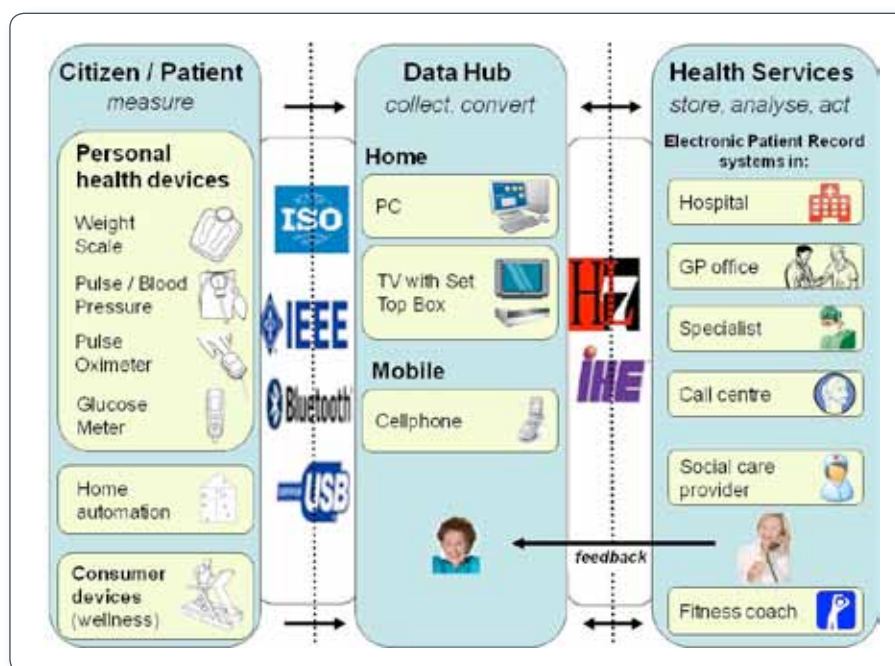 Citizen / Patient
measure
Personal
health devices
Weight
Scale
Pulse / Blood
Pressure
Pulse
Oximeter
Glucose
Meter
Home
automation
Consumer
devices
(wellness)
ISO
IEEE
Bluetooth
USB
Data Hub
collect, convert
Home
PC
TV with Set
Top Box
Mobile
Cellphone
HL7
IHE
feedback
Health Services
store, analyse, act
Electronic Patient Record
systems in:
Hospital
GP office
Specialist
Call centre
Social care
provider
Fitness coach